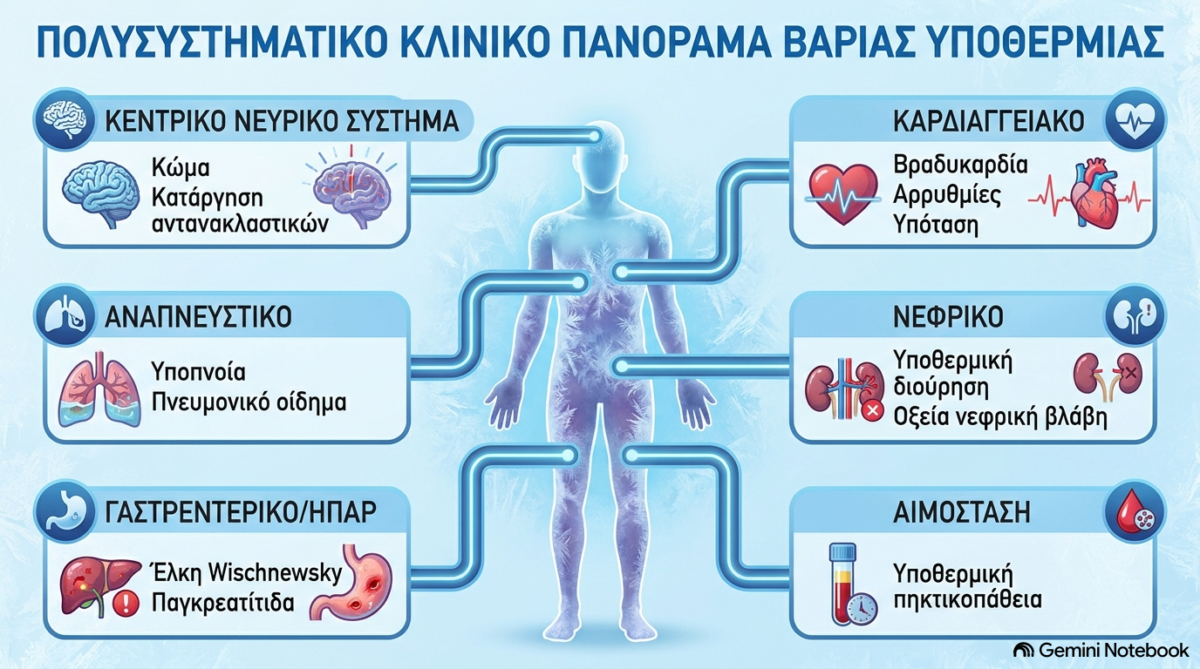 ΠΟΛΥΣΥΣΤΗΜΑΤΙΚΟ ΚΛΙΝΙΚΟ ΠΑΝΟΡΑΜΑ ΒΑΡΙΑΣ ΥΠΟΘΕΡΜΙΑΣ
ΚΕΝΤΡΙΚΟ ΝΕΥΡΙΚΟ ΣΥΣΤΗΜΑ
Κώμα
Κατάργηση
αντανακλαστικών
ΑΝΑΠΝΕΥΣΤΙΚΟ
Υποπνοία
Πνευμονικό οίδημα
ΓΑΣΤΡΕΝΤΕΡΙΚΟ/ΗΠΑΡ
Έλκη Wischnewsky
Παγκρεατίτιδα
ΚΑΡΔΙΑΓΓΕΙΑΚΟ
Βραδυκαρδία
Αρρυθμίες
Υπόταση
ΝΕΦΡΙΚΟ
Υποθερμική
διούρηση
Οξεία νεφρική βλάβη
ΑΙΜΟΣΤΑΣΗ
Υποθερμική
πηκτικοπάθεια
Gemini Notebook